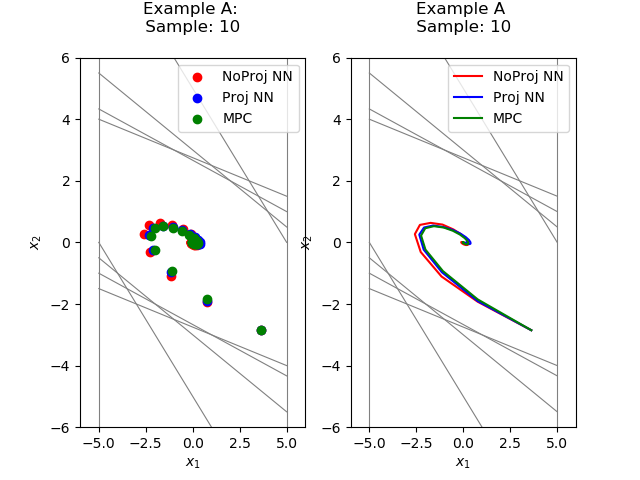 Example A:
Sample: 10
NoProj NN
Proj NN
MPC
6
4
2
0
−2
−4
−6
x₂
−5.0
−2.5
0.0
2.5
5.0
x₁
Example A
Sample: 10
NoProj NN
Proj NN
MPC
6
4
2
0
−2
−4
−6
x₂
−5.0
−2.5
0.0
2.5
5.0
x₁